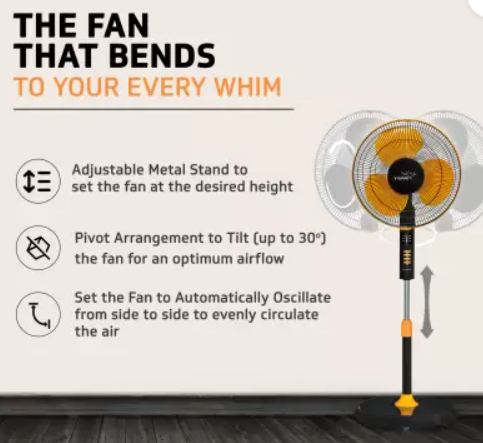 THE FAN
THAT BENDS
TO YOUR EVERY WHIM
Adjustable Metal Stand to
set the fan at the desired height
Pivot Arrangement to Tilt (up to 30º)
the fan for an optimum airflow
Set the Fan to Automatically Oscillate
from side to side to evenly circulate
the air